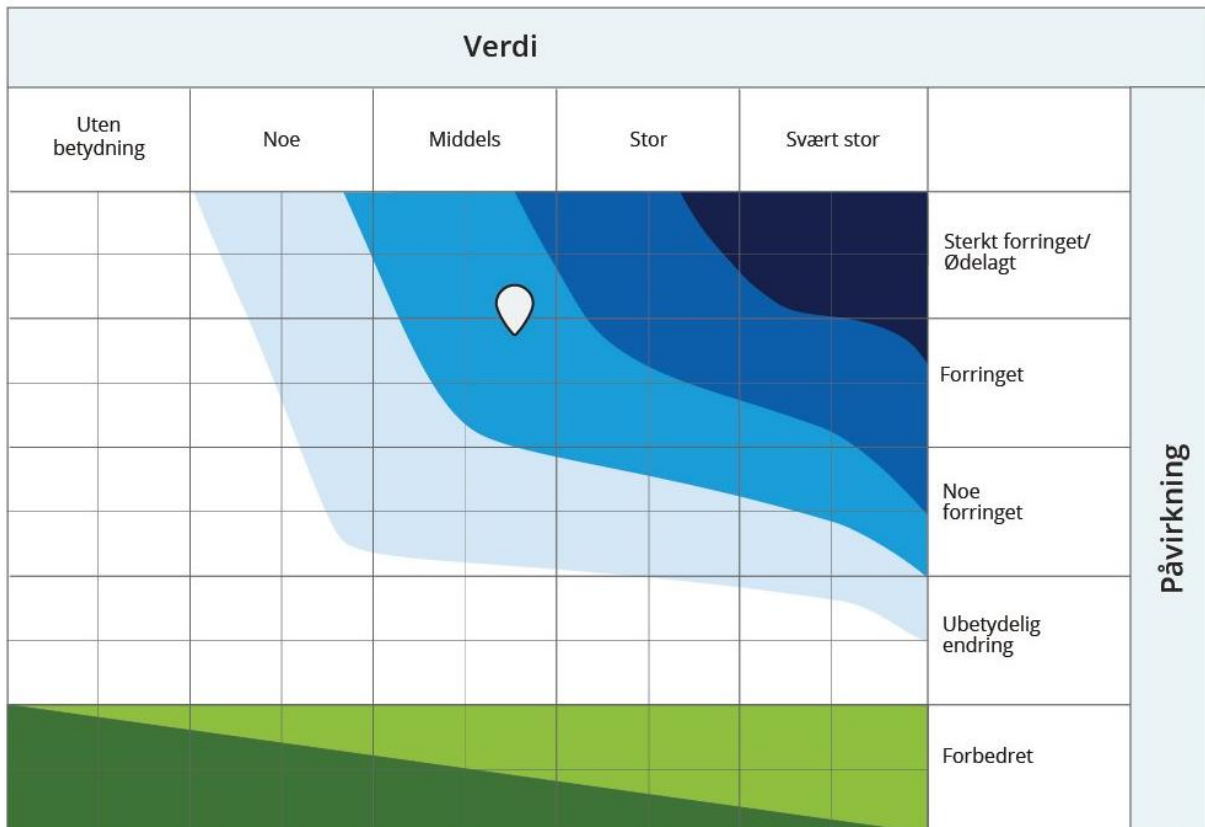 Verdi
Uten
betydning
Noe
Middels
Stor
Svært stor
Sterkt forringet/
Ødelagt
Forringet
Noe
forringet
Ubetydelig
endring
Forbedret
Påvirkning